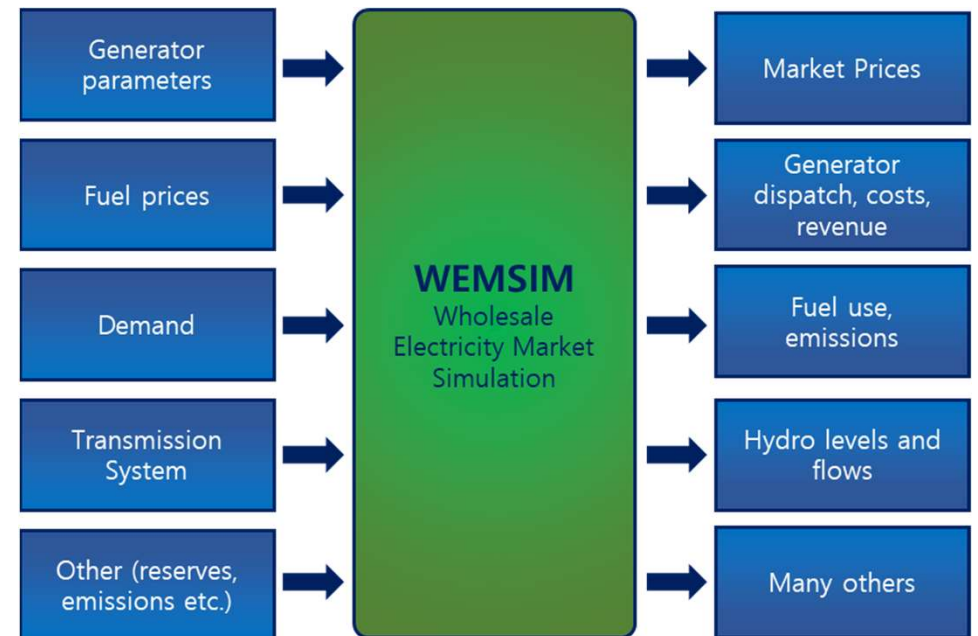 Generator
parameters
Fuel prices
Demand
Transmission
System
Other (reserves,
emissions etc.)
WEMSIM
Wholesale
Electricity Market
Simulation
Market Prices
Generator
dispatch, costs,
revenue
Fuel use,
emissions
Hydro levels and
flows
Many others